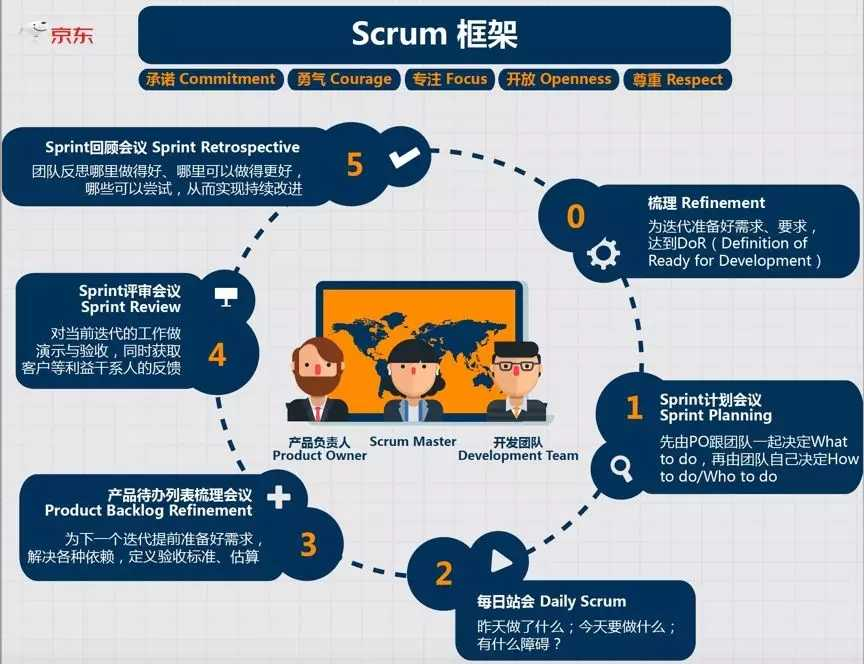 京东
Scrum 框架
承诺 Commitment
勇气 Courage
专注 Focus
开放 Openness
尊重 Respect
0
梳理 Refinement
为迭代准备好需求、要求，
达到DoR（Definition of
Ready for Development）
1
Sprint计划会议
Sprint Planning
先由PO跟团队一起决定What
to do，再由团队自己决定How
to do/Who to do
2
每日站会 Daily Scrum
昨天做了什么；今天要做什么；
有什么障碍？
3
产品待办列表梳理会议
Product Backlog Refinement
为下一个迭代提前准备好需求，
解决各种依赖，定义验收标准、估算
4
Sprint评审会议
Sprint Review
对当前迭代的工作做
演示与验收，同时获取
客户等利益干系人的反馈
5
Sprint回顾会议 Sprint Retrospective
团队反思哪里做得好、哪里可以做得更好，
哪些可以尝试，从而实现持续改进
产品负责人
Product Owner
Scrum Master
开发团队
Development Team